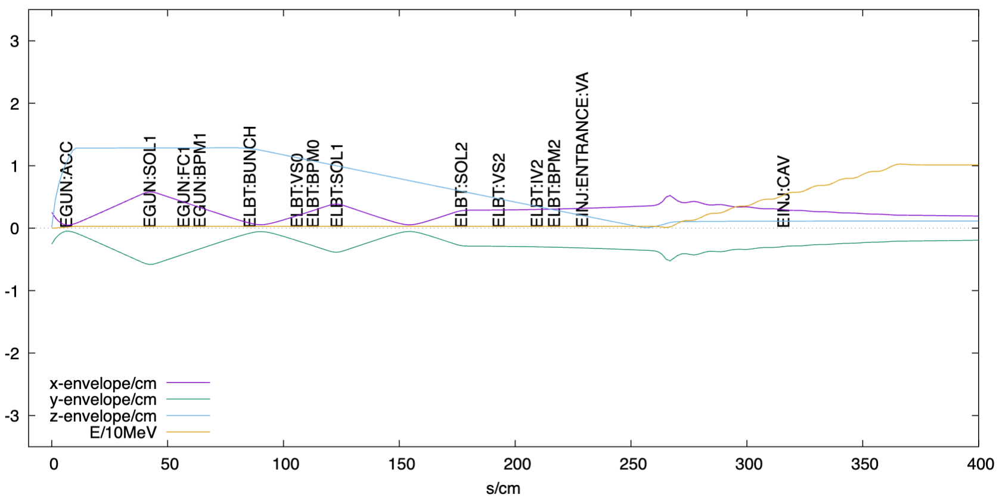 3
2
1
0
-1
-2
-3
EGUN:ACC
EGUN:SOL1
EGUN:FC1
EGUN:BPM1
ELBT:BUNCH
ELBT:VS0
ELBT:BPM0
ELBT:SOL1
ELBT:SOL2
ELBT:VS2
ELBT:IV2
ELBT:BPM2
EINJ:ENTRANCE:VA
EINJ:CAV
x-envelope/cm
y-envelope/cm
z-envelope/cm
E/10MeV
0 50 100 150 200 250 300 350 400
s/cm